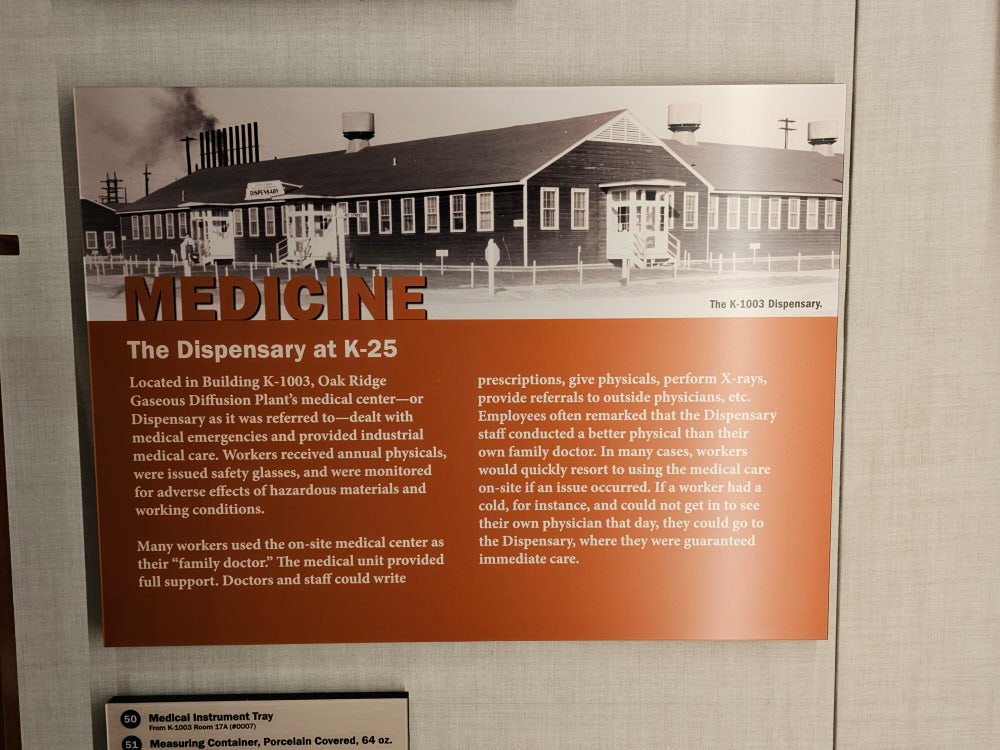 DISPENSARY
MEDICINE
The K-1003 Dispensary.
The Dispensary at K-25
Located in Building K-1003, Oak Ridge
Gaseous Diffusion Plant's medical center—or
Dispensary as it was referred to—dealt with
medical emergencies and provided industrial
medical care. Workers received annual physicals,
were issued safety glasses, and were monitored
for adverse effects of hazardous materials and
working conditions.
Many workers used the on-site medical center as
their “family doctor.” The medical unit provided
full support. Doctors and staff could write
prescriptions, give physicals, perform X-rays,
provide referrals to outside physicians, etc.
Employees often remarked that the Dispensary
staff conducted a better physical than their
own family doctor. In many cases, workers
would quickly resort to using the medical care
on-site if an issue occurred. If a worker had a
cold, for instance, and could not get in to see
their own physician that day, they could go to
the Dispensary, where they were guaranteed
immediate care.
50 Medical Instrument Tray
From K-1003 Room 17A (#0007)
51 Measuring Container, Porcelain Covered, 64 oz.